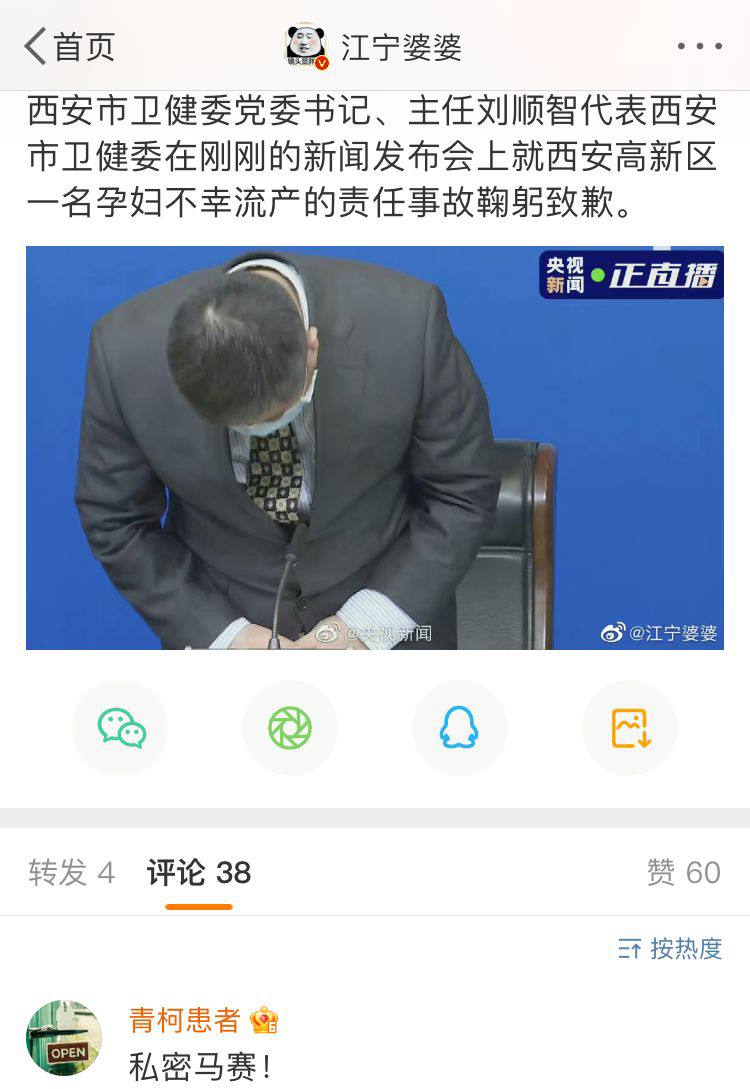 首页
江宁婆婆
西安市卫健委党委书记、主任刘顺智代表西安
市卫健委在刚刚的新闻发布会上就西安高新区
一名孕妇不幸流产的责任事故鞠躬致歉。
央视
新闻
正直播
@央视新闻
@江宁婆婆
转发 4
评论 38
赞 60
按热度
青柯患者
OPEN
私密马赛!